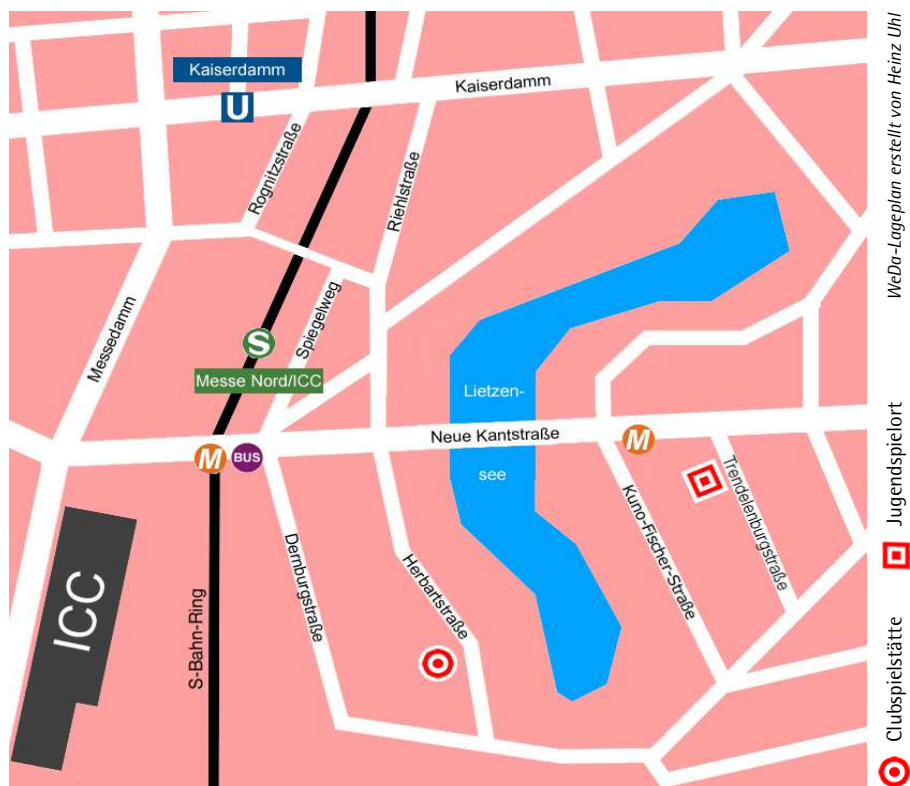 Kaiserdamm
U
Kaiserdamm
Rognitzstraße
Riehlstraße
Messedamm
Spiegelweg
S
Messe Nord/ICC
Lietzen-
see
Neue Kantstraße
M
BUS
M
ICC
S-Bahn-Ring
Dernburgstraße
Herbartstraße
Kuno-Fischer-Straße
Trendelenburgstraße
Clubspielstätte
Jugendspielort
WeDa-Lageplan erstellt von Heinz Uhl